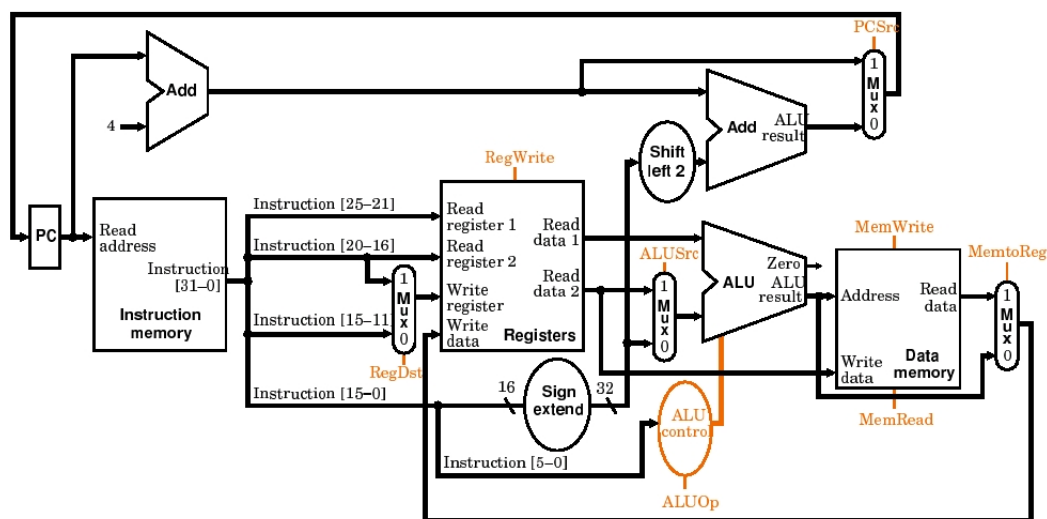 PCSrc
1
M
u
x
0
Add
4
Add
ALU
result
Shift
left 2
RegWrite
PC
Read
address
Instruction
[31–0]
Instruction
memory
Instruction [25–21]
Instruction [20–16]
Instruction [15–11]
Instruction [15–0]
Instruction [5–0]
1
M
u
x
0
RegDst
Read
register 1
Read
register 2
Write
register
Write
data
Read
data 1
Read
data 2
Registers
16
Sign
extend
32
ALUSrc
1
M
u
x
0
Zero
ALU
ALU
result
ALU
control
ALUOp
MemWrite
Address
Read
data
Write
data
Data
memory
MemRead
MemtoReg
1
M
u
x
0